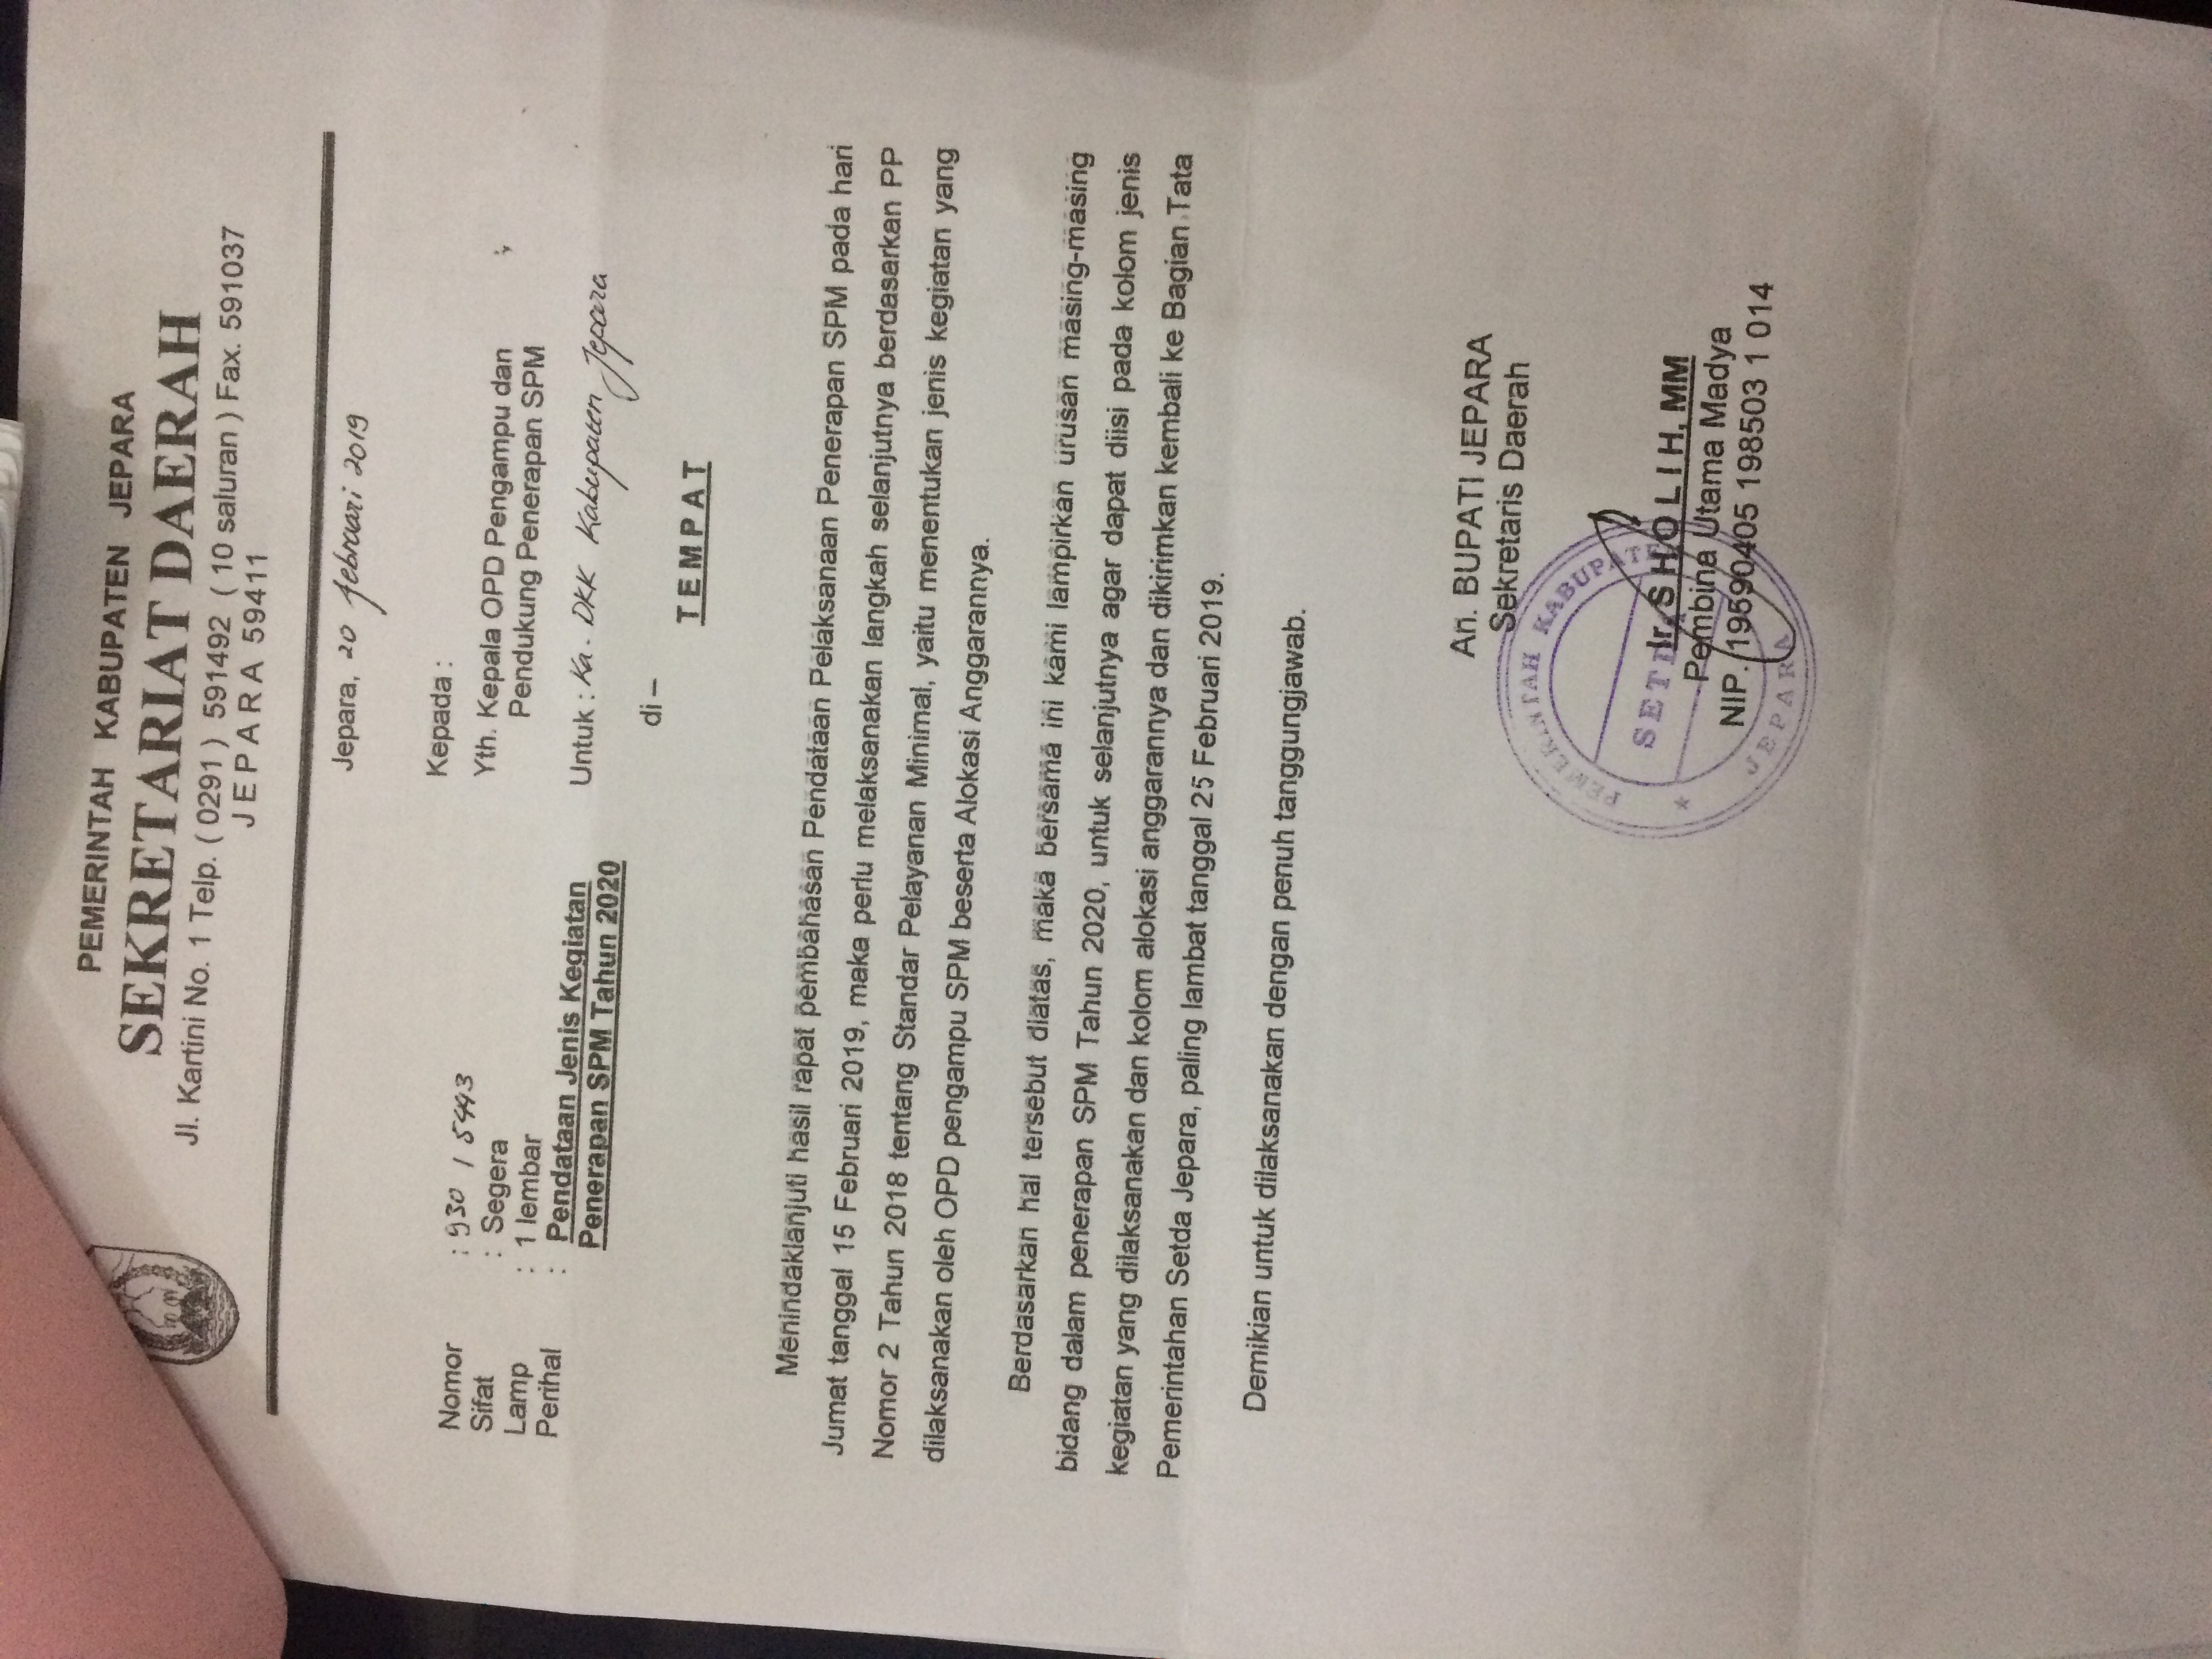 PEMERINTAH KABUPATEN JEPARA
SEKRETARIAT DAERAH
Jl. Kartini No. 1 Telp. ( 0291 ) 591492 ( 10 saluran ) Fax. 591037
J E P A R A 59411
Jepara, 20 februari 2019
Nomor : 930 / 5443
Sifat : Segera
Lamp : 1 lembar
Perihal : Pendataan Jenis Kegiatan
Penerapan SPM Tahun 2020
Kepada :
Yth. Kepala OPD Pengampu dan
Pendukung Penerapan SPM
Untuk : Ka. DKK Kabupaten Jepara
di –
T E M P A T
Menindaklanjuti hasil rapat pembahasan Pendataan Pelaksanaan Penerapan SPM pada hari
Jumat tanggal 15 Februari 2019, maka perlu melaksanakan langkah selanjutnya berdasarkan PP
Nomor 2 Tahun 2018 tentang Standar Pelayanan Minimal, yaitu menentukan jenis kegiatan yang
dilaksanakan oleh OPD pengampu SPM beserta Alokasi Anggarannya.
Berdasarkan hal tersebut diatas, maka bersama ini kami lampirkan urusan masing-masing
bidang dalam penerapan SPM Tahun 2020, untuk selanjutnya agar dapat diisi pada kolom jenis
kegiatan yang dilaksanakan dan kolom alokasi anggarannya dan dikirimkan kembali ke Bagian Tata
Pemerintahan Setda Jepara, paling lambat tanggal 25 Februari 2019.
Demikian untuk dilaksanakan dengan penuh tanggungjawab.
An. BUPATI JEPARA
Sekretaris Daerah
PEMERINTAH KABUPATE
SETD
JEPARA
Ir. S H O L I H, MM
Pembina Utama Madya
NIP. 19590405 198503 1 014